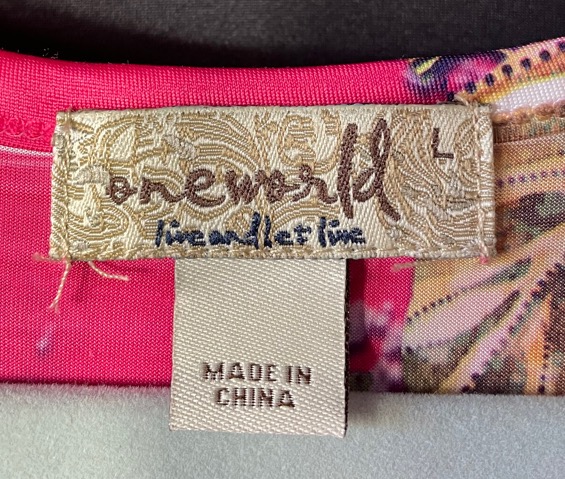 oneworld
L
live and let live
MADE IN
CHINA